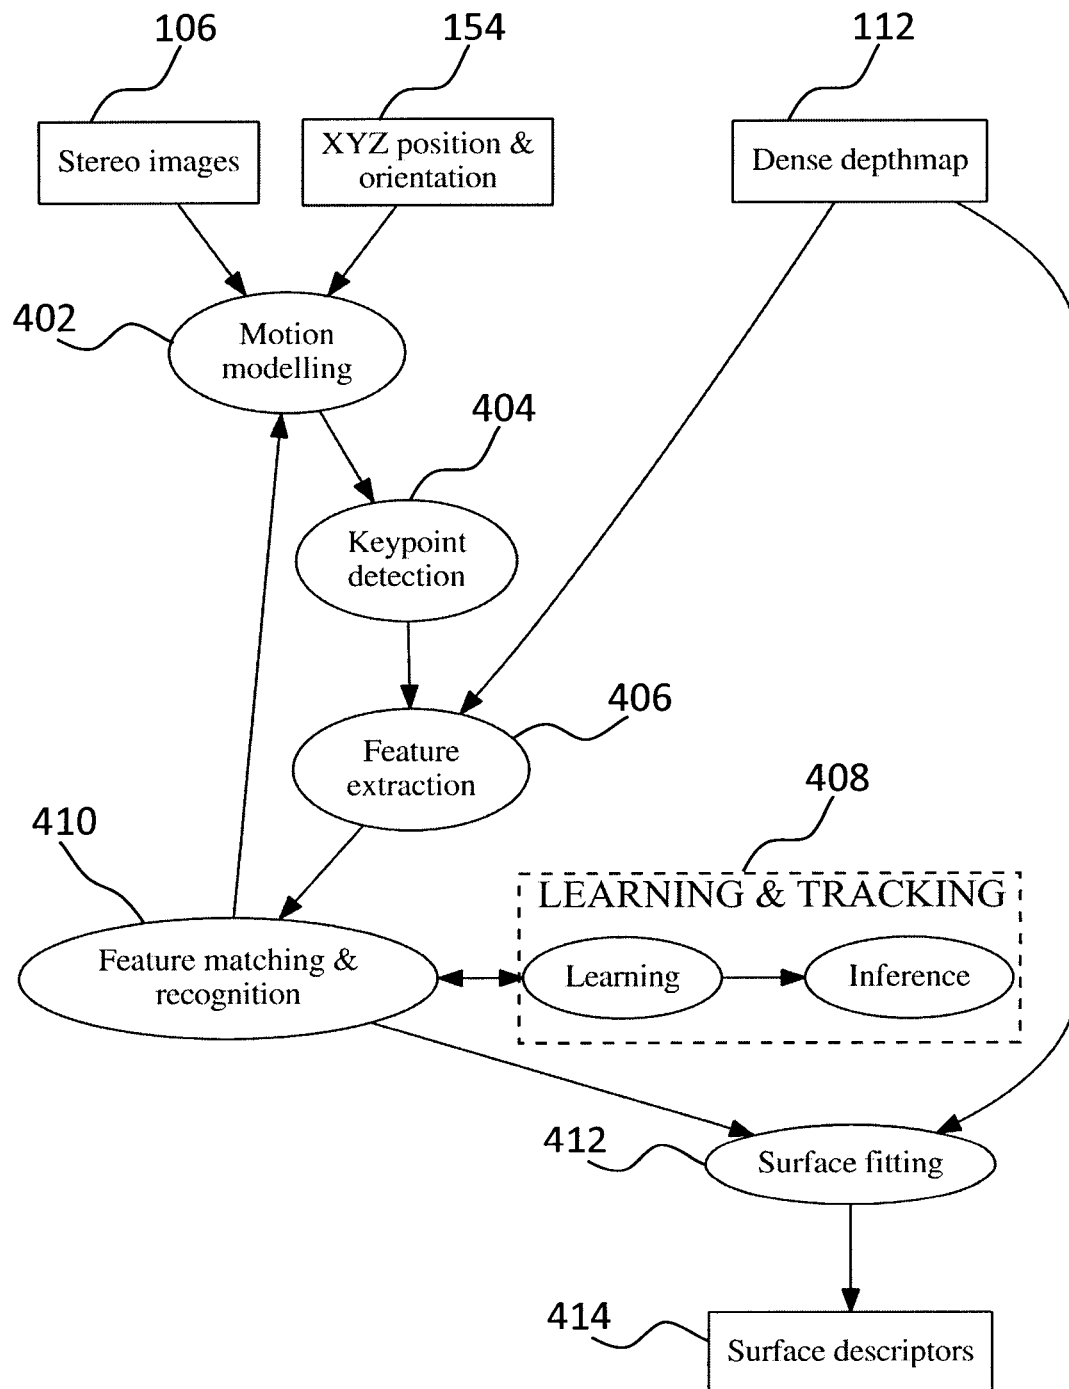 106
154
112
Stereo images
XYZ position &
orientation
Dense depthmap
402
Motion
modelling
404
Keypoint
detection
406
Feature
extraction
408
410
LEARNING & TRACKING
Feature matching &
recognition
Learning
Inference
412
Surface fitting
414
Surface descriptors